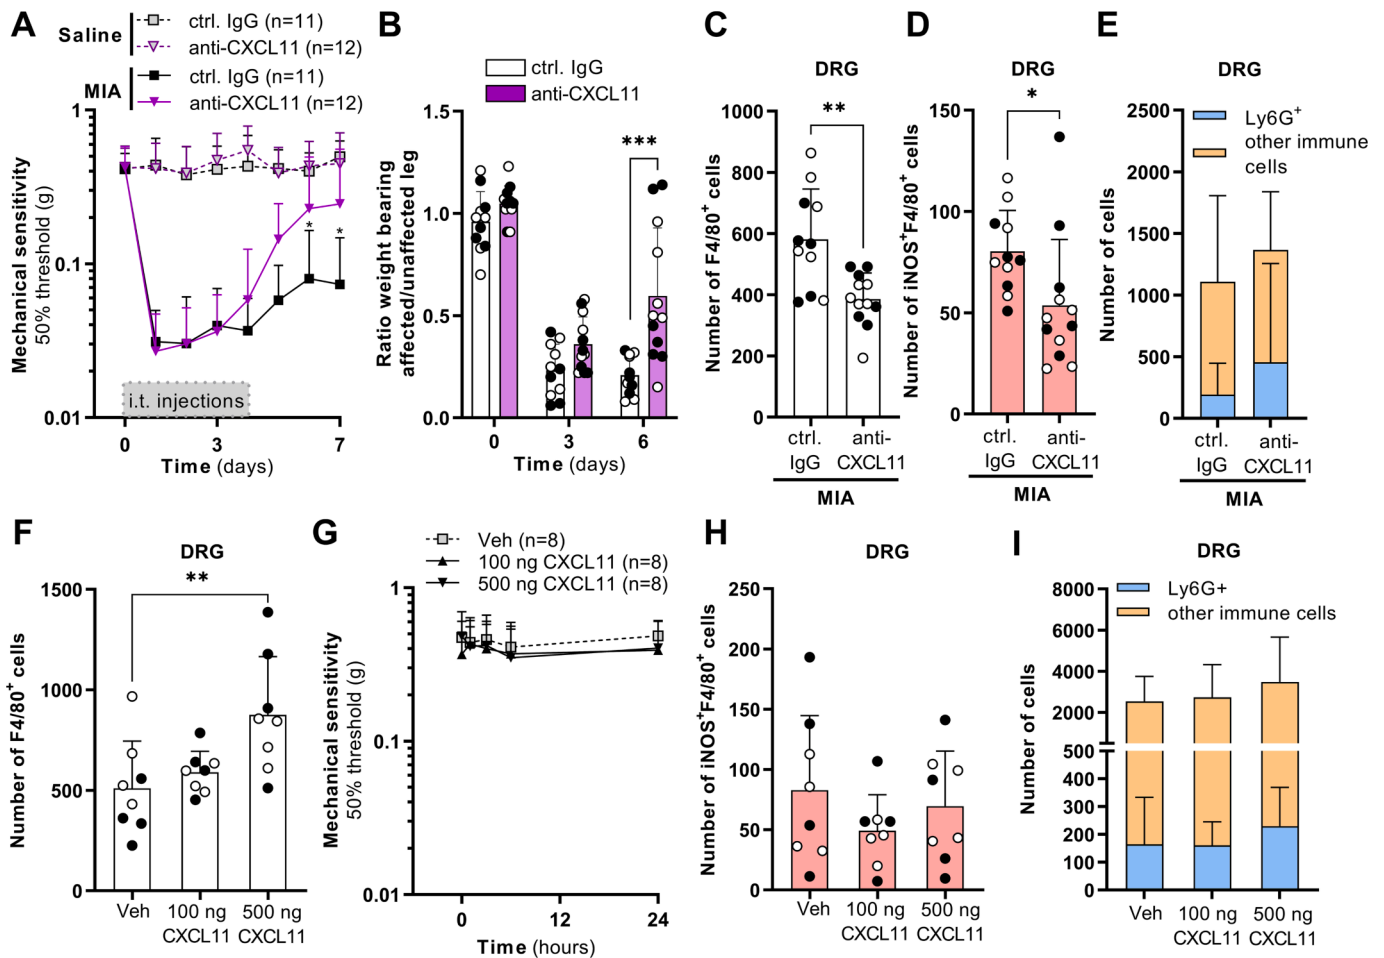 A
Saline
ctrl. IgG (n=11)
anti-CXCL11 (n=12)
MIA
ctrl. IgG (n=11)
anti-CXCL11 (n=12)
Mechanical sensitivity
50% threshold (g)
1
0.1
0.01
* *
i.t. injections
0 3 7
Time (days)
B
ctrl. IgG
anti-CXCL11
Ratio weight bearing
affected/unaffected leg
1.5
1.0
0.5
0.0
***
0 3 6
Time (days)
C
DRG
**
Number of F4/80+ cells
1000
800
600
400
200
0
ctrl. anti-
IgG CXCL11
MIA
D
DRG
*
Number of iNOS+F4/80+ cells
150
100
50
0
ctrl. anti-
IgG CXCL11
MIA
E
DRG
Ly6G+
other immune
cells
Number of cells
2500
2000
1500
1000
500
0
ctrl. anti-
IgG CXCL11
MIA
F
DRG
**
Number of F4/80+ cells
1500
1000
500
0
Veh 100 ng 500 ng
CXCL11 CXCL11
G
Veh (n=8)
100 ng CXCL11 (n=8)
500 ng CXCL11 (n=8)
Mechanical sensitivity
50% threshold (g)
1
0.1
0.01
0 12 24
Time (hours)
H
DRG
Number of iNOS+F4/80+ cells
250
200
150
100
50
0
Veh 100 ng 500 ng
CXCL11 CXCL11
I
DRG
Ly6G+
other immune cells
Number of cells
8000
6000
4000
2000
500
400
300
200
100
0
Veh 100 ng 500 ng
CXCL11 CXCL11